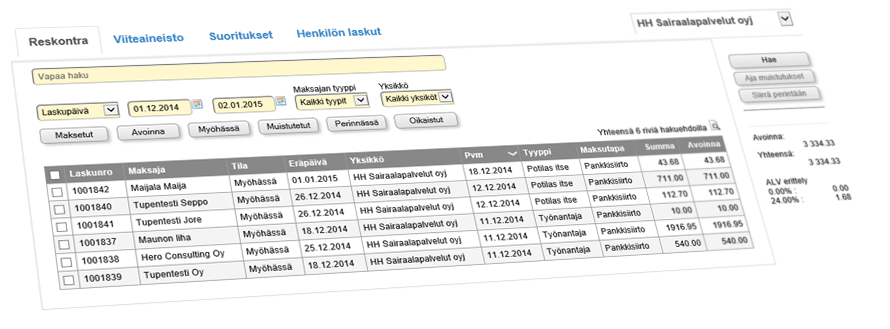 Reskontra Viiteaineisto Suoritukset Henkilön laskut HH Sairaalapalvelut oyj
Vapaa haku
Maksajan tyyppi Yksikkö
Laskupäivä 01.12.2014 02.01.2015 Kaikki tyypit Kaikki yksiköt
Maksetut Avoinna Myöhässä Muistutetut Perinnässä Oikaistut
Yhteensä 6 riviä hakuehdoilla
Laskunro Maksaja Tila Eräpäivä Yksikkö Pvm Tyyppi Maksutapa Summa Avoinna
1001842 Maijala Maija Myöhässä 01.01.2015 HH Sairaalapalvelut oyj 18.12.2014 Potilas itse Pankkisiirto 43.68 43.68
1001840 Tupentesti Seppo Myöhässä 26.12.2014 HH Sairaalapalvelut oyj 12.12.2014 Potilas itse Pankkisiirto 711.00 711.00
1001841 Tupentesti Jore Myöhässä 26.12.2014 HH Sairaalapalvelut oyj 12.12.2014 Potilas itse Pankkisiirto 112.70 112.70
1001837 Maunon liha Myöhässä 18.12.2014 HH Sairaalapalvelut oyj 11.12.2014 Työnantaja Pankkisiirto 10.00 10.00
1001838 Hero Consulting Oy Myöhässä 25.12.2014 HH Sairaalapalvelut oyj 11.12.2014 Työnantaja Pankkisiirto 1916.95 1916.95
1001839 Tupentesti Oy Myöhässä 18.12.2014 HH Sairaalapalvelut oyj 11.12.2014 Työnantaja Pankkisiirto 540.00 540.00
Hae
Aja muistutukset
Siirrä perintään
Avoinna:
3 334.33
Yhteensä:
3 334.33
ALV erittely
0.00% : 0.00
24.00% : 1.68